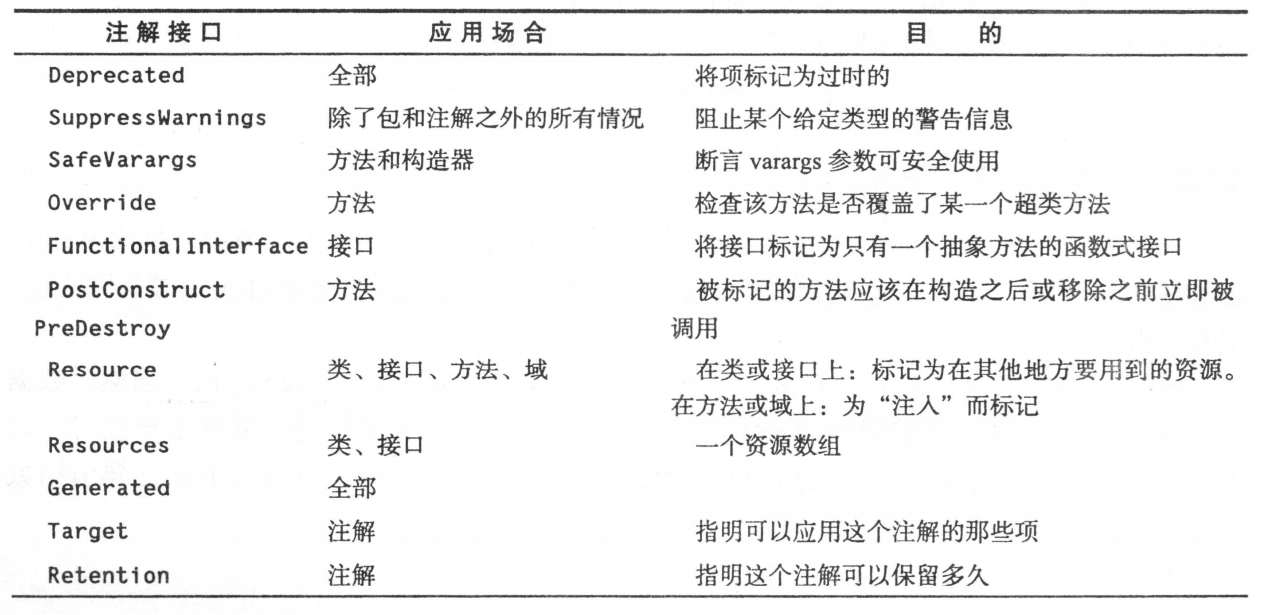 注解接口 应用场合 目 的
Deprecated 全部 将项标记为过时的
SuppressWarnings 除了包和注解之外的所有情况 阻止某个给定类型的警告信息
SafeVarargs 方法和构造器 断言 varargs 参数可安全使用
Override 方法 检查该方法是否覆盖了某一个超类方法
FunctionalInterface 接口 将接口标记为只有一个抽象方法的函数式接口
PostConstruct 方法 被标记的方法应该在构造之后或移除之前立即被
PreDestroy 调用
Resource 类、接口、方法、域 在类或接口上：标记为在其他地方要用到的资源。
在方法或域上：为“注人”而标记
Resources 类、接口 一个资源数组
Generated 全部
Target 注解 指明可以应用这个注解的那些项
Retention 注解 指明这个注解可以保留多久